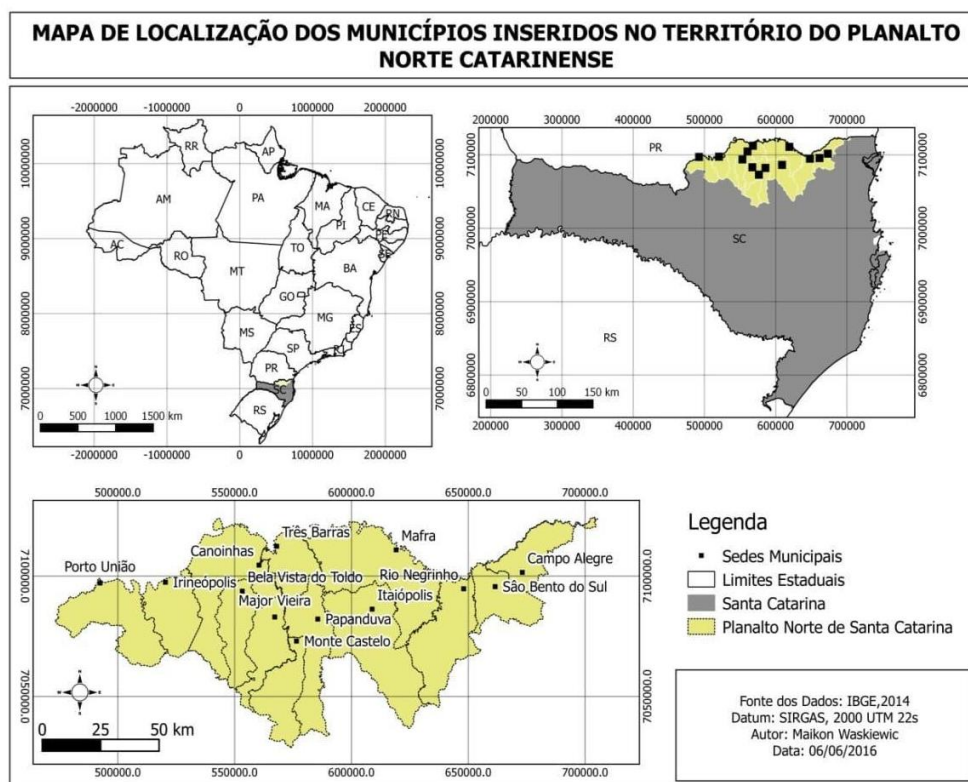 MAPA DE LOCALIZAÇÃO DOS MUNICÍPIOS INSERIDOS NO TERRITÓRIO DO PLANALTO
NORTE CATARINENSE
-2000000 -1000000 0 1000000 2000000
10000000
9000000
8000000
7000000
RR
AP
AM
PA
MA
CE
RN
PI
AC
RO
TO
MT
BA
GO
MG
ES
MS
SP
PR
SC
RS
0 500 1000 1500 km
-2000000 -1000000 0 1000000 2000000
200000 300000 400000 500000 600000 700000
7100000
7000000
6900000
6800000
PR
SC
RS
0 50 100 150 km
200000 300000 400000 500000 600000 700000
500000.0 550000.0 600000.0 650000.0 700000.0
7100000.0
7050000.0
Três Barras
Mafra
Canoinhas
Campo Alegre
Porto União
Irineópolis
Bela Vista do Toldo
Rio Negrinho
São Bento do Sul
Itaiópolis
Major Vieira
Papanduva
Monte Castelo
0 25 50 km
500000.0 550000.0 600000.0 650000.0 700000.0
7100000.0
7050000.0
Legenda
Sedes Municipais
Limites Estaduais
Santa Catarina
Planalto Norte de Santa Catarina
Fonte dos Dados: IBGE,2014
Datum: SIRGAS, 2000 UTM 22s
Autor: Maikon Waskiewic
Data: 06/06/2016